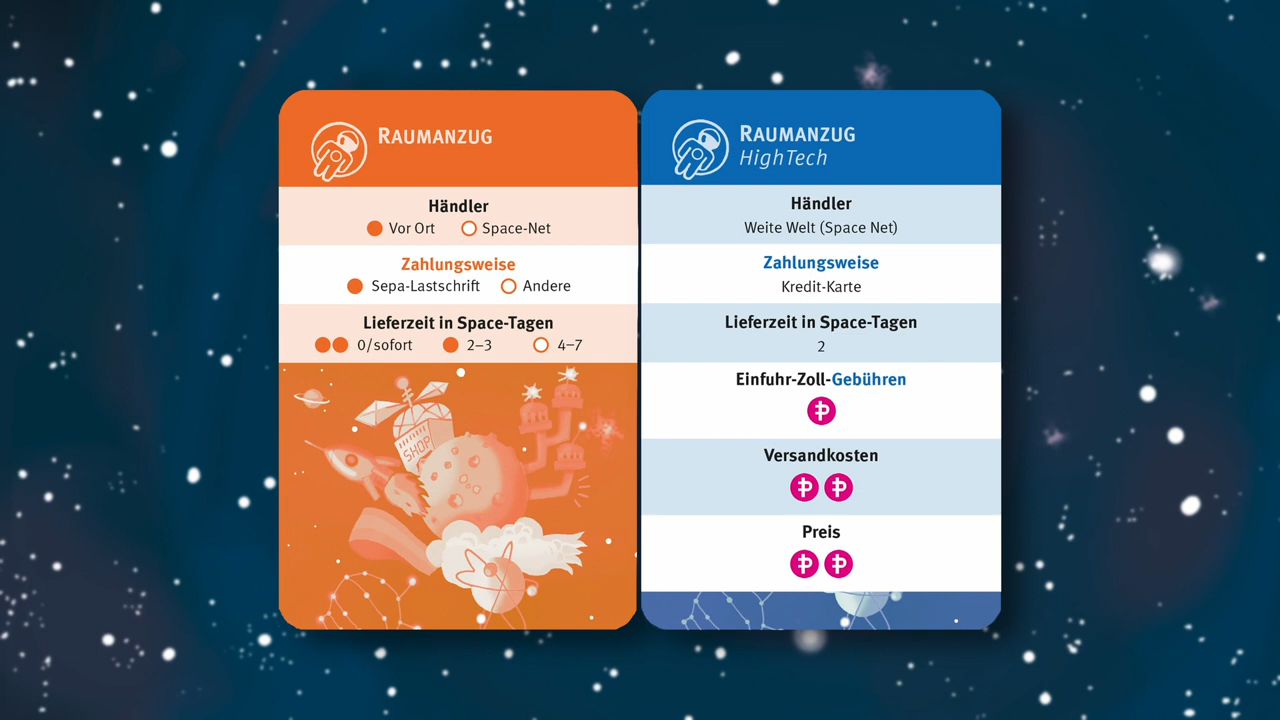 RAUMANZUG
Händler
Vor Ort Space-Net
Zahlungsweise
Sepa-Lastschrift Andere
Lieferzeit in Space-Tagen
0/sofort 2–3 4–7
SHOP
RAUMANZUG
HighTech
Händler
Weite Welt (Space Net)
Zahlungsweise
Kredit-Karte
Lieferzeit in Space-Tagen
2
Einfuhr-Zoll-Gebühren
Versandkosten
Preis